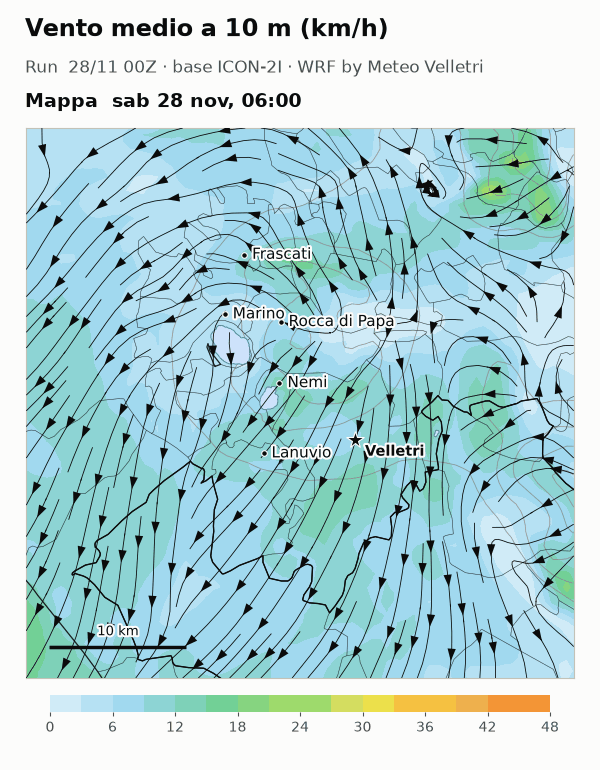 Vento medio a 10 m (km/h)
Run  28/11 00Z · base ICON-2I · WRF by Meteo Velletri
Mappa  sab 28 nov, 06:00
Frascati
Marino
Rocca di Papa
Nemi
Velletri
Lanuvio
10 km
0 6 12 18 24 30 36 42 48